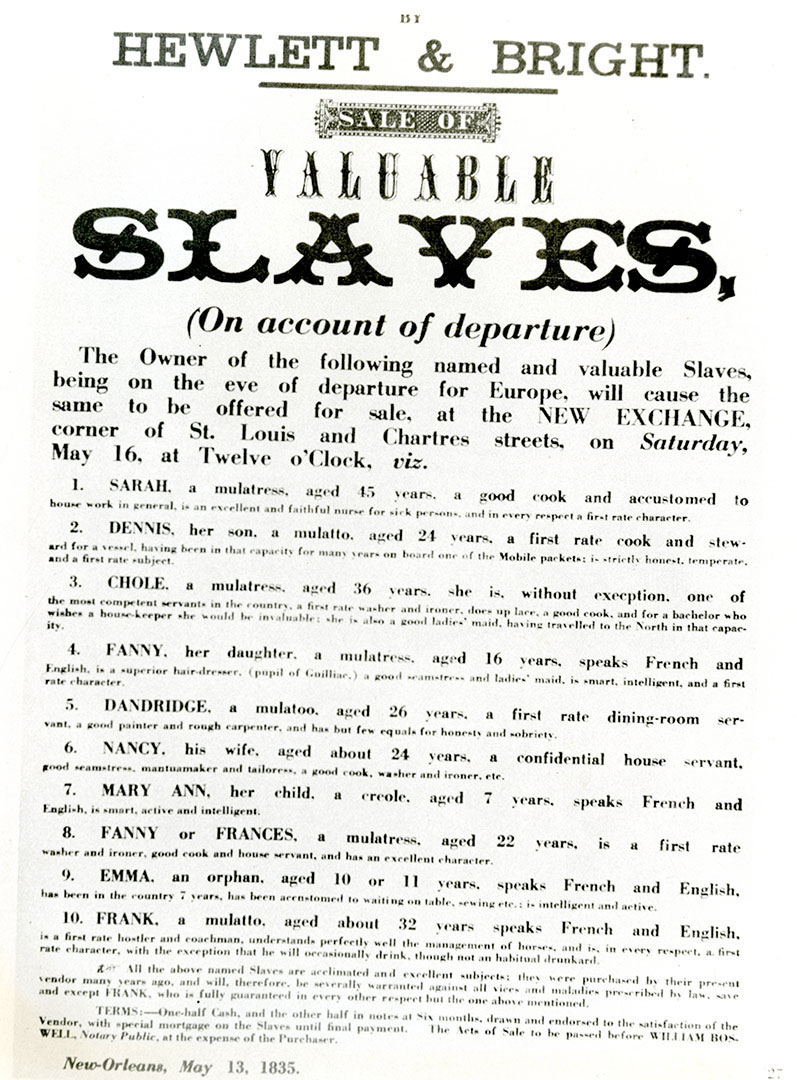 BY
HEWLETT & BRIGHT.
SALE OF
VALUABLE
SLAVES,
(On account of departure)
The Owner of the following named and valuable Slaves,
being on the eve of departure for Europe, will cause the
same to be offered for sale, at the NEW EXCHANGE,
corner of St. Louis and Chartres streets, on Saturday,
May 16, at Twelve o'Clock, viz.
1. SARAH, a mulatress, aged 45 years, a good cook and accustomed to
house work in general, is an excellent and faithful nurse for sick persons, and in every respect a first rate character.
2. DENNIS, her son, a mulatto, aged 24 years, a first rate cook and stew-
ard for a vessel, having been in that capacity for many years on board one of the Mobile packets; is strictly honest, temperate,
and a first rate subject.
3. CHOLE, a mulatress, aged 36 years, she is, without execption, one of
the most competent servants in the country, a first rate washer and ironer, does up lace, a good cook, and for a bachelor who
wishes a house-keeper she would be invaluable; she is also a good ladies' maid, having travelled to the North in that capac-
ity.
4. FANNY, her daughter, a mulatress, aged 16 years, speaks French and
English, is a superior hair-dresser, (pupil of Guilliac,) a good seamstress and ladies' maid, is smart, intelligent, and a first
rate character.
5. DANDRIDGE, a mulatoo, aged 26 years, a first rate dining-room ser-
vant, a good painter and rough carpenter, and has but few equals for honesty and sobriety.
6. NANCY, his wife, aged about 24 years, a confidential house servant,
good seamstress, mantuamaker and tailoress, a good cook, washer and ironer, etc.
7. MARY ANN, her child, a creole, aged 7 years, speaks French and
English, is smart, active and intelligent.
8. FANNY or FRANCES, a mulatress, aged 22 years, is a first rate
washer and ironer, good cook and house servant, and has an excellent character.
9. EMMA, an orphan, aged 10 or 11 years, speaks French and English,
has been in the country 7 years, has been accustomed to waiting on table, sewing etc.; is intelligent and active.
10. FRANK, a mulatto, aged about 32 years speaks French and English,
is a first rate hostler and coachman, understands perfectly well the management of horses, and is, in every respect, a first
rate character, with the exception that he will occasionally drink, though not an habitual drunkard.
All the above named Slaves are acclimated and excellent subjects; they were purchased by their present
vendor many years ago, and will, therefore, be severally warranted against all vices and maladies prescribed by law, save
and except FRANK, who is fully guaranteed in every other respect but the one above mentioned.
TERMS:—One-half Cash, and the other half in notes at Six months, drawn and endorsed to the satisfaction of the
Vendor, with special mortgage on the Slaves until final payment. The Acts of Sale to be passed before WILLIAM BOS-
WELL, Notary Public, at the expense of the Purchaser.
New-Orleans, May 13, 1835.
27